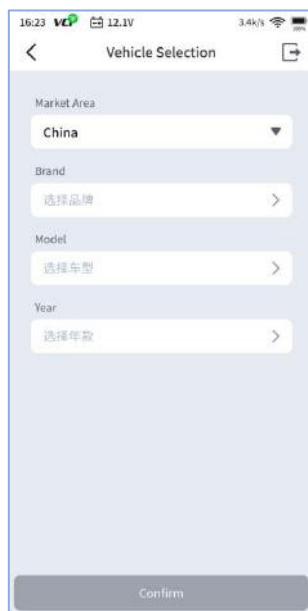 16:23 VCI 12.1V 3.4k/s
Vehicle Selection
Market Area
China
Brand
选择品牌
Model
选择车型
Year
选择年款
Confirm